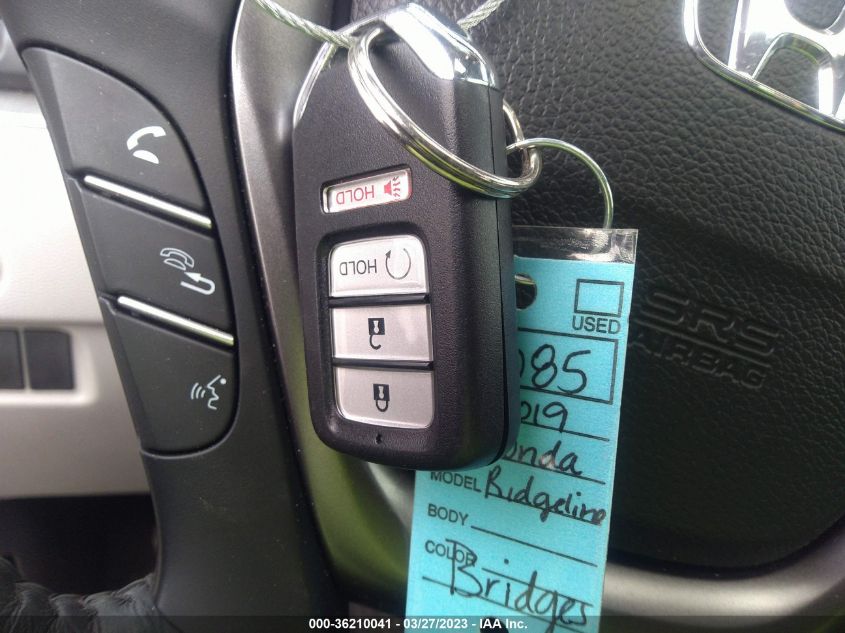 HOLD
HOLD
SRS
AIRBAG
USED
085
019
onda
MODEL Ridgeline
BODY
COLOR
Bridges
000-36210041 - 03/27/2023 - IAA Inc.